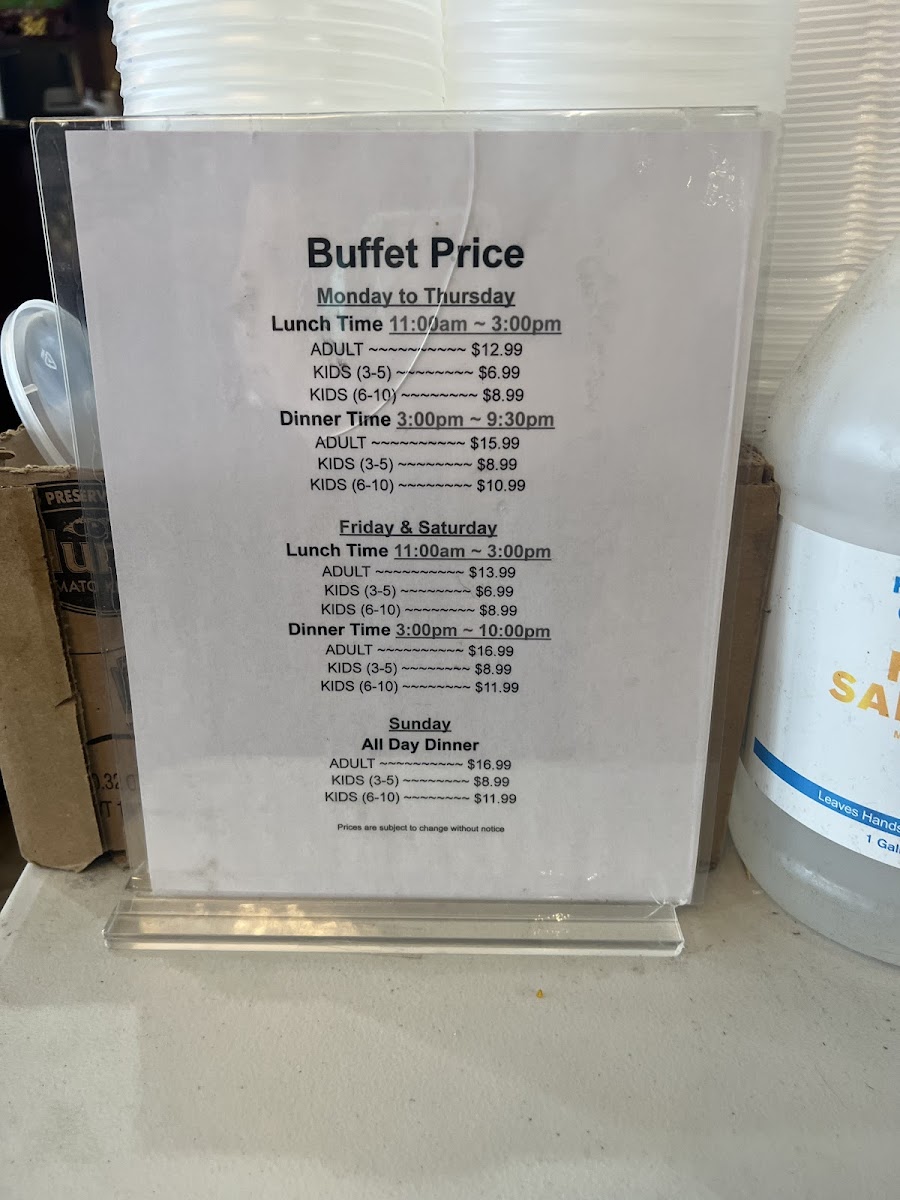 Buffet Price
Monday to Thursday
Lunch Time 11:00am ~ 3:00pm
ADULT ~~~~~~~~~~ $12.99
KIDS (3-5) ~~~~~~~~ $6.99
KIDS (6-10) ~~~~~~~~ $8.99
Dinner Time 3:00pm ~ 9:30pm
ADULT ~~~~~~~~~~ $15.99
KIDS (3-5) ~~~~~~~~ $8.99
KIDS (6-10) ~~~~~~~~ $10.99
Friday & Saturday
Lunch Time 11:00am ~ 3:00pm
ADULT ~~~~~~~~~~ $13.99
KIDS (3-5) ~~~~~~~~ $6.99
KIDS (6-10) ~~~~~~~~ $8.99
Dinner Time 3:00pm ~ 10:00pm
ADULT ~~~~~~~~~~ $16.99
KIDS (3-5) ~~~~~~~~ $8.99
KIDS (6-10) ~~~~~~~~ $11.99
Sunday
All Day Dinner
ADULT ~~~~~~~~~~ $16.99
KIDS (3-5) ~~~~~~~~ $8.99
KIDS (6-10) ~~~~~~~~ $11.99
Prices are subject to change without notice
PRESERV
Leaves Hands
1 Gal